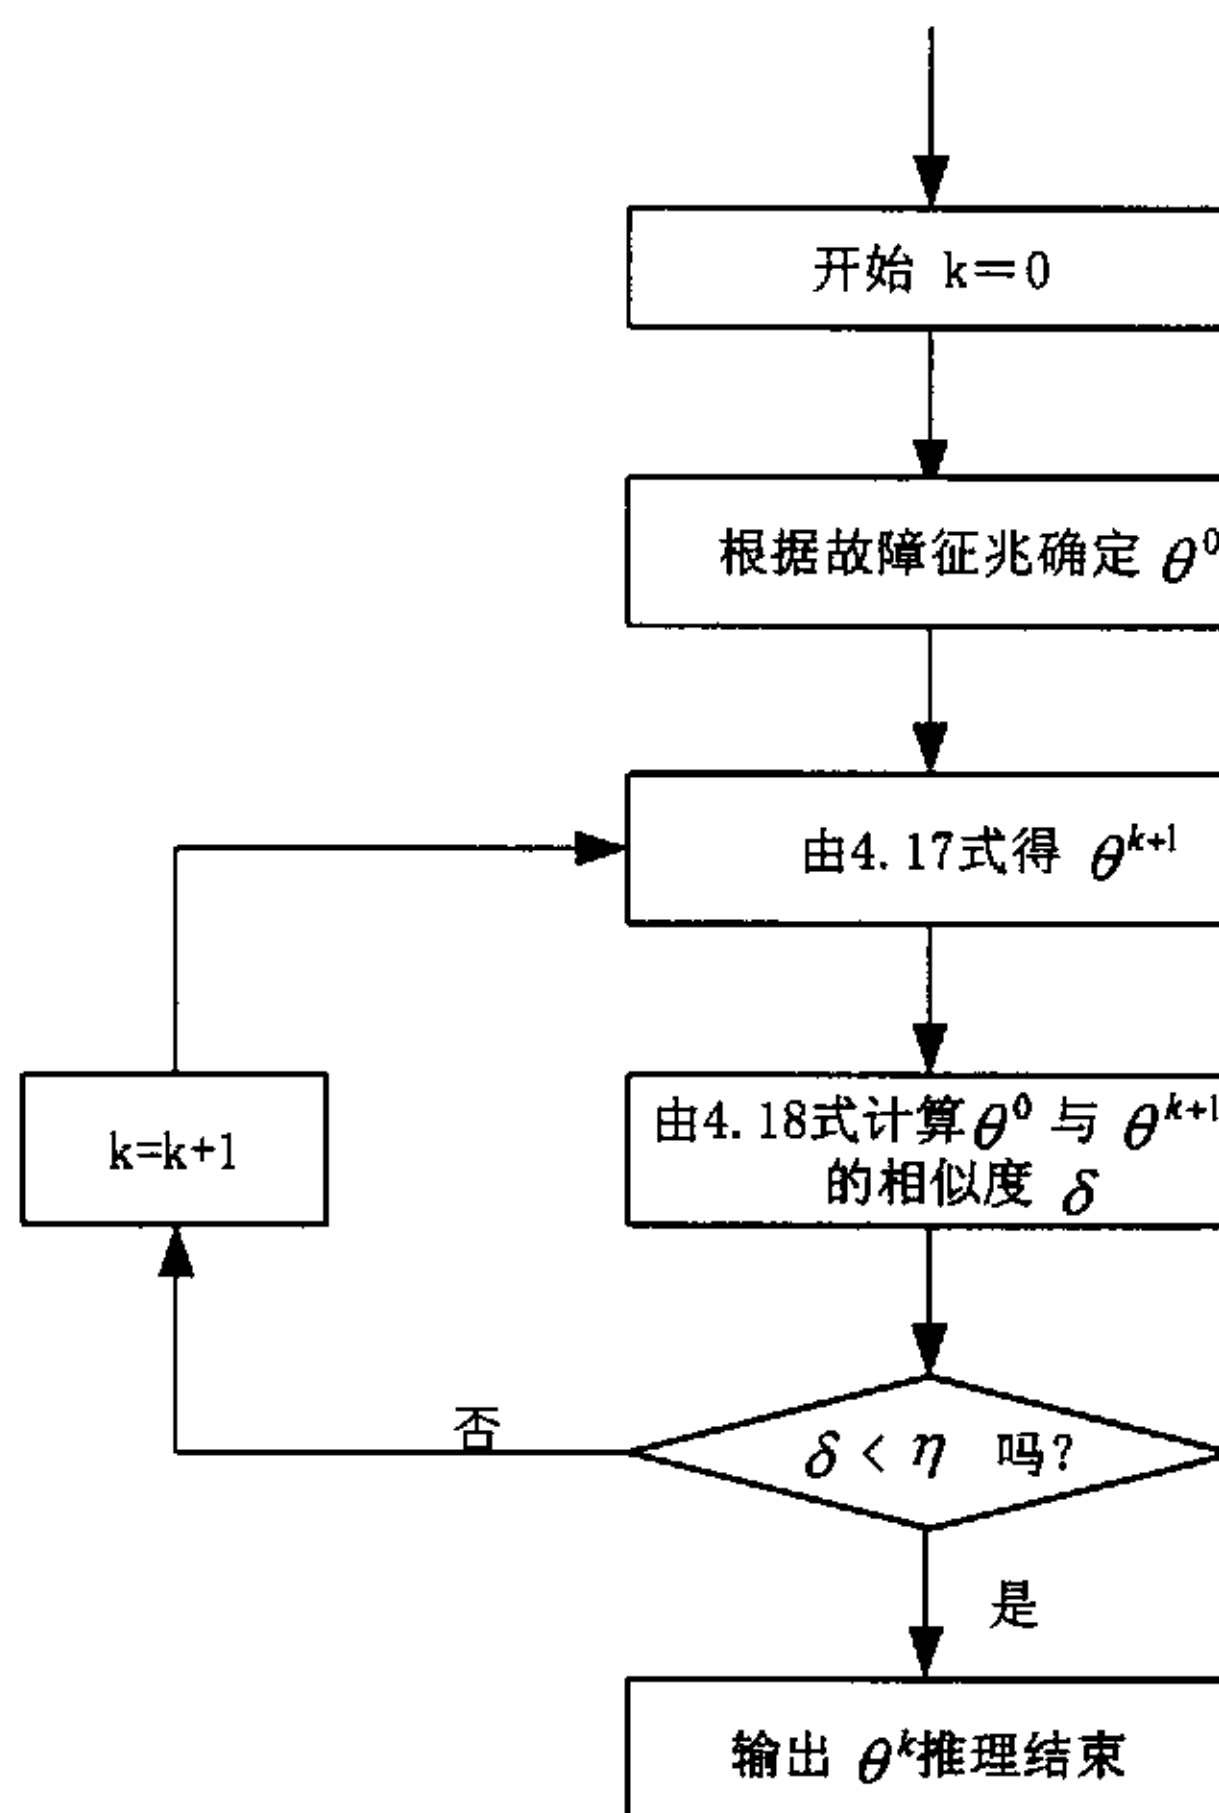 开始 k=0
根据故障征兆确定 θ⁰
由4.17式得 θᵏ⁺¹
由4.18式计算θ⁰ 与 θᵏ⁺¹
的相似度 δ
k=k+1
否
δ < η 吗?
是
输出 θᵏ推理结束